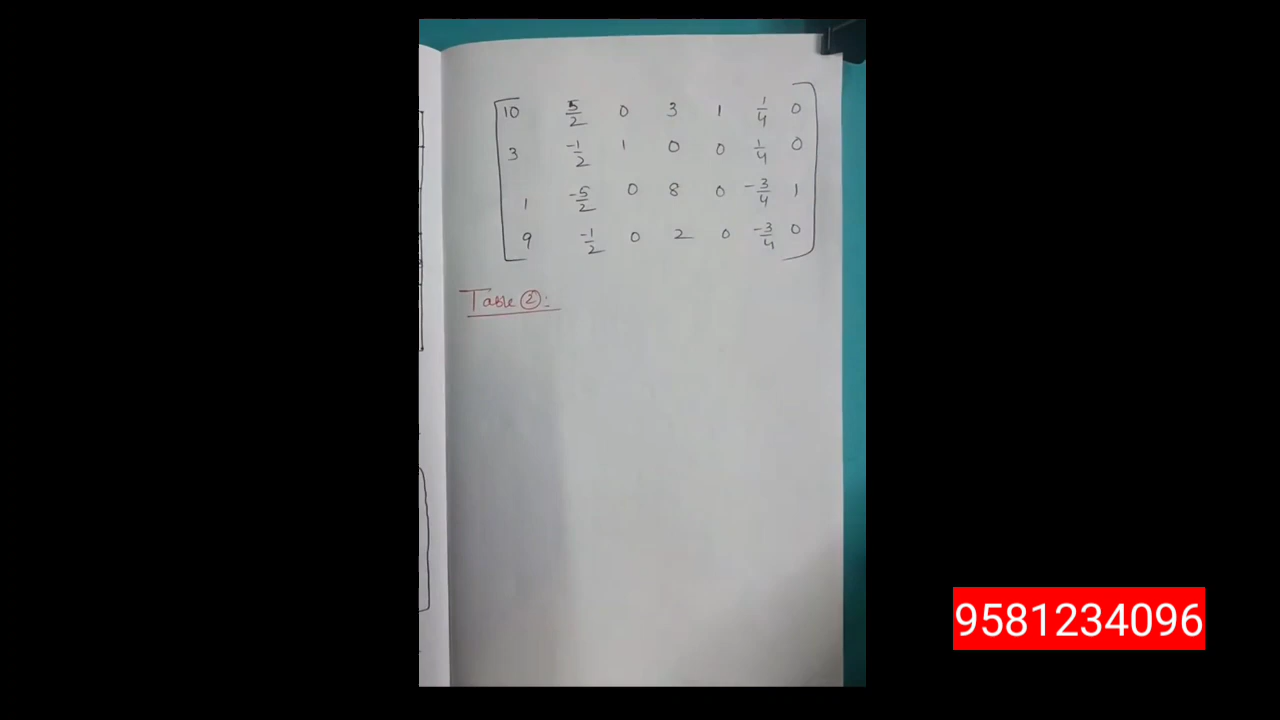 10 5/2 0 3 1 1/4 0
3 -1/2 1 0 0 1/4 0
1 -5/2 0 8 0 -3/4 1
9 -1/2 0 2 0 -3/4 0
Table ②:
9581234096